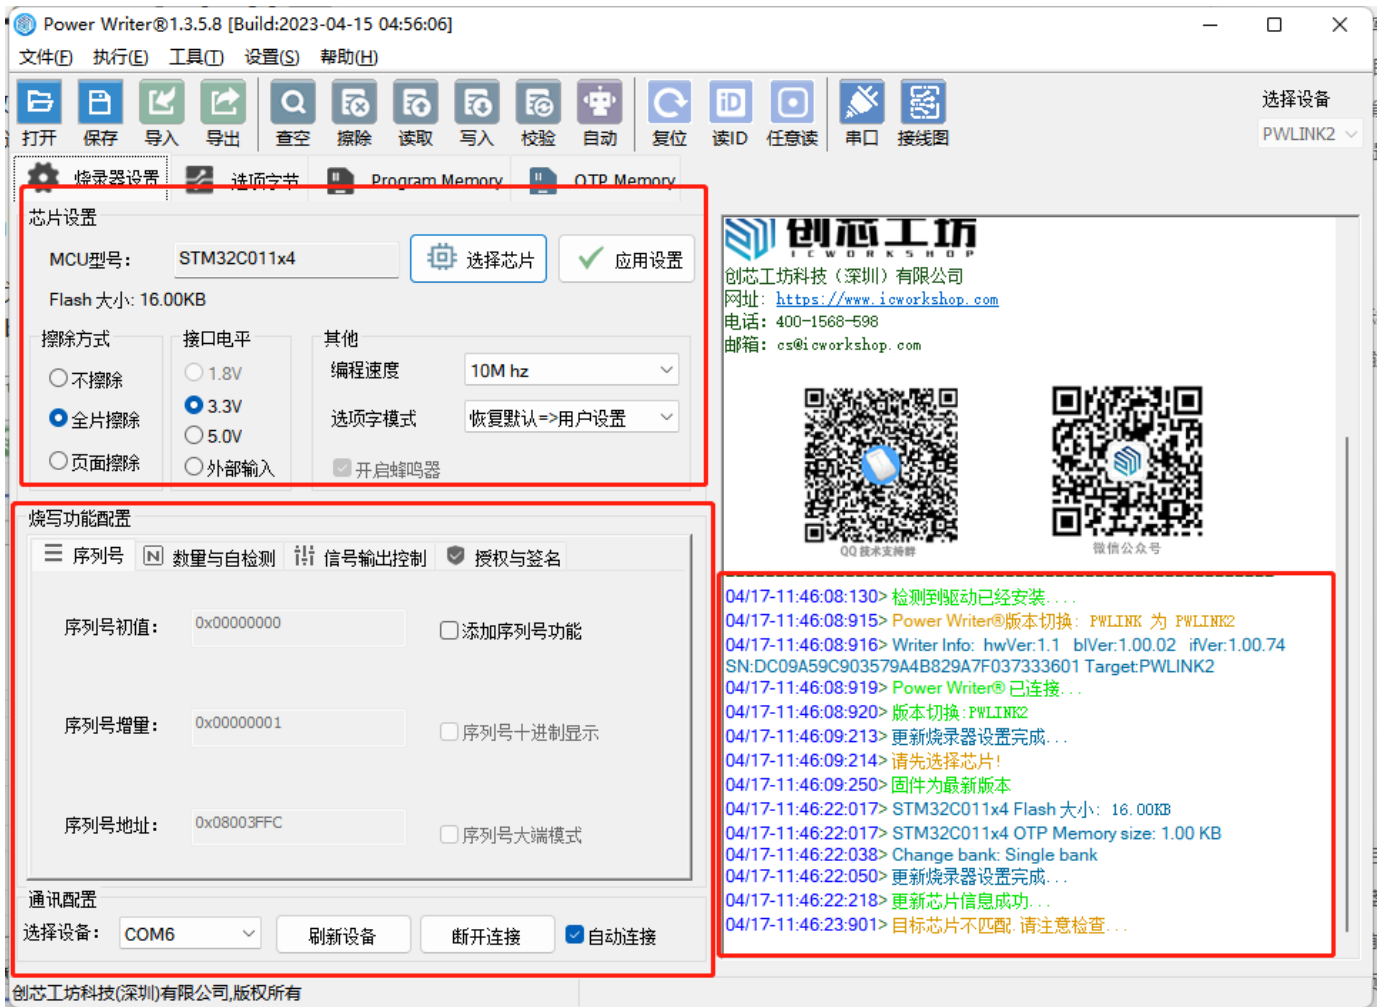 Power Writer®1.3.5.8 [Build:2023-04-15 04:56:06]
文件(F) 执行(E) 工具(T) 设置(S) 帮助(H)
打开 保存 导入 导出 查空 擦除 读取 写入 校验 自动 复位 读ID 任意读 串口 接线图
选择设备
PWLINK2
烧录器设置 选项字节 Program Memory OTP Memory
芯片设置
MCU型号: STM32C011x4 选择芯片 应用设置
Flash 大小: 16.00KB
擦除方式 接口电平 其他
不擦除 1.8V 编程速度 10M hz
全片擦除 3.3V 选项字模式 恢复默认=>用户设置
5.0V
页面擦除 外部输入 开启蜂鸣器
烧写功能配置
序列号 数量与自检测 信号输出控制 授权与签名
序列号初值: 0x00000000 添加序列号功能
序列号增量: 0x00000001 序列号十进制显示
序列号地址: 0x08003FFC 序列号大端模式
通讯配置
选择设备: COM6 刷新设备 断开连接 自动连接
创芯工坊科技(深圳)有限公司,版权所有
创芯工坊
ICWORKSHOP
创芯工坊科技（深圳）有限公司
网址: https://www.icworkshop.com
电话: 400-1568-598
邮箱: cs@icworkshop.com
QQ 技术支持群 微信公众号
04/17-11:46:08:130> 检测到驱动已经安装....
04/17-11:46:08:915> Power Writer®版本切换: PWLINK 为 PWLINK2
04/17-11:46:08:916> Writer Info: hwVer:1.1 blVer:1.00.02 ifVer:1.00.74
SN:DC09A59C903579A4B829A7F037333601 Target:PWLINK2
04/17-11:46:08:919> Power Writer® 已连接...
04/17-11:46:08:920> 版本切换:PWLINK2
04/17-11:46:09:213> 更新烧录器设置完成...
04/17-11:46:09:214> 请先选择芯片!
04/17-11:46:09:250> 固件为最新版本
04/17-11:46:22:017> STM32C011x4 Flash 大小: 16.00KB
04/17-11:46:22:017> STM32C011x4 OTP Memory size: 1.00 KB
04/17-11:46:22:038> Change bank: Single bank
04/17-11:46:22:050> 更新烧录器设置完成...
04/17-11:46:22:218> 更新芯片信息成功...
04/17-11:46:23:901> 目标芯片不匹配.请注意检查...